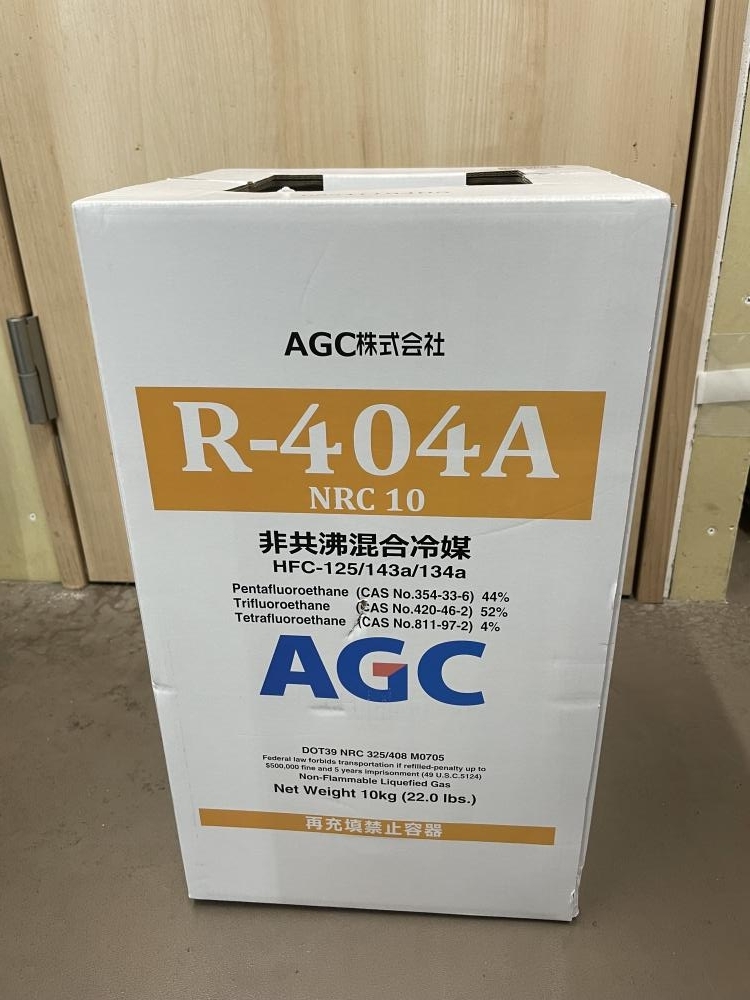 AGC株式会社
R-404A
NRC 10
非共沸混合冷媒
HFC-125/143a/134a
Pentafluoroethane (CAS No.354-33-6) 44%
Trifluoroethane (CAS No.420-46-2) 52%
Tetrafluoroethane (CAS No.811-97-2) 4%
AGC
DOT39 NRC 325/408 M0705
Federal law forbids transportation if refilled-penalty up to
$500,000 fine and 5 years imprisonment (49 U.S.C.5124)
Non-Flammable Liquefied Gas
Net Weight 10kg (22.0 lbs.)
再充填禁止容器